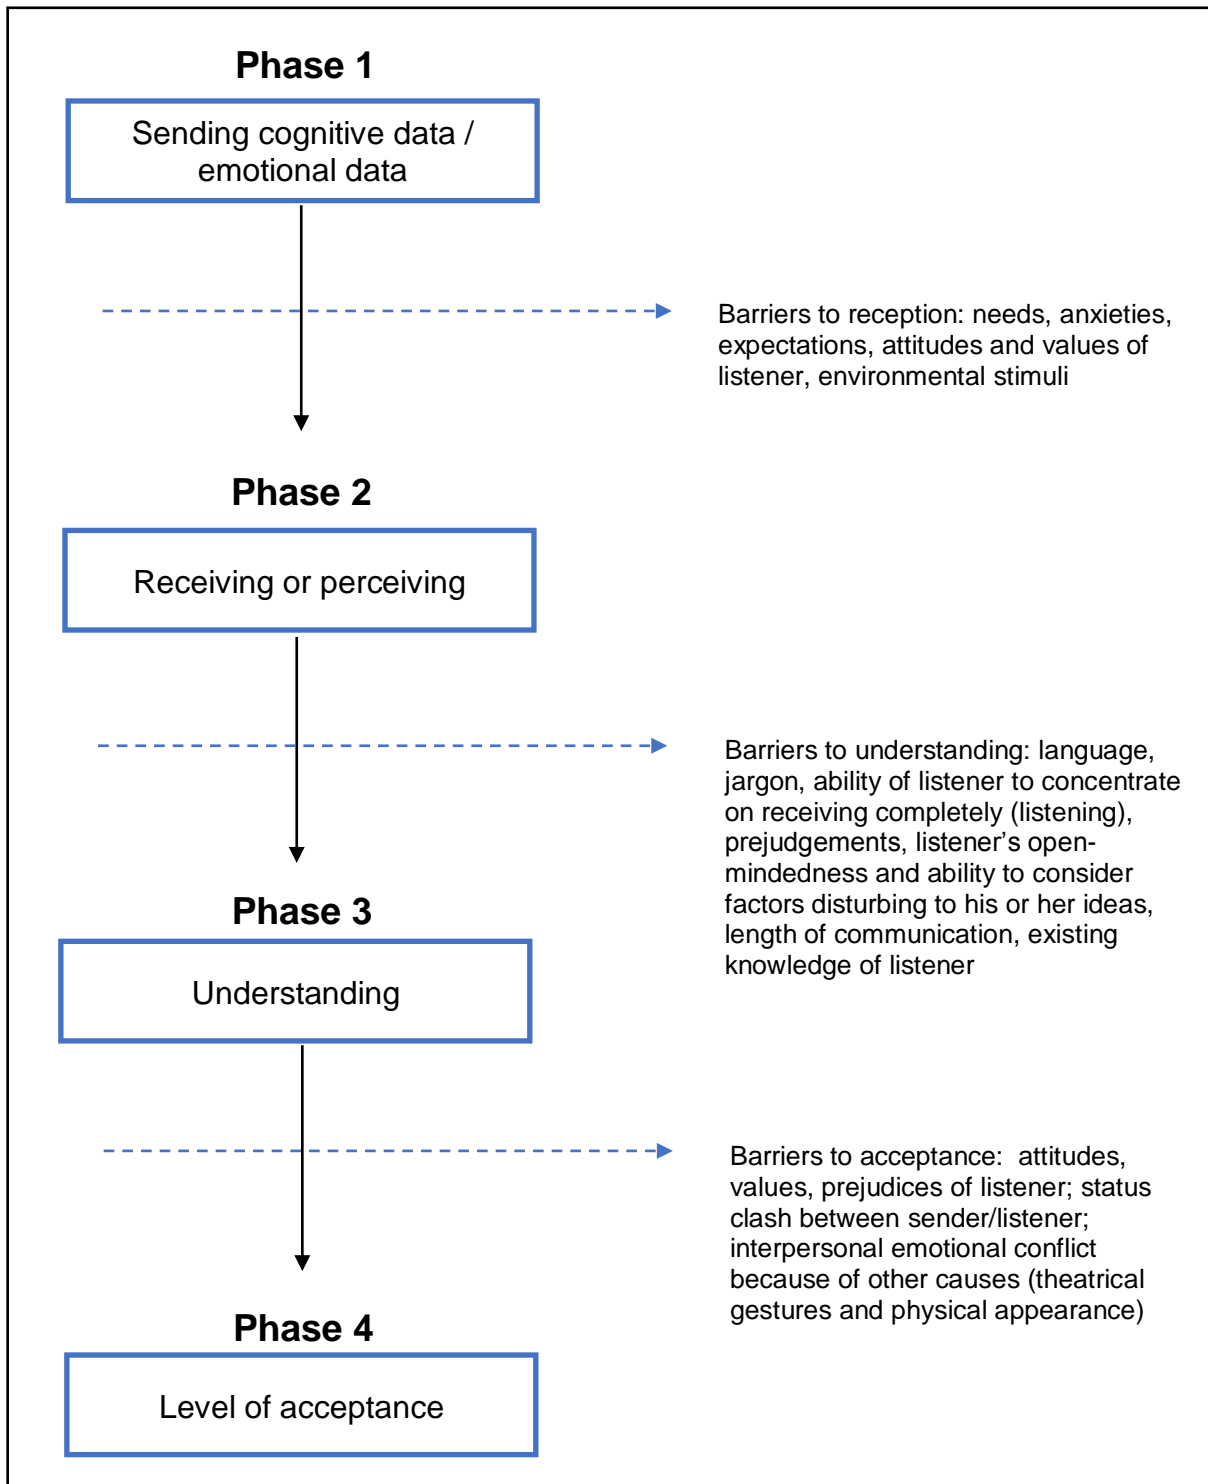 Phase 1
Sending cognitive data /
emotional data
Barriers to reception: needs, anxieties,
expectations, attitudes and values of
listener, environmental stimuli
Phase 2
Receiving or perceiving
Barriers to understanding: language,
jargon, ability of listener to concentrate
on receiving completely (listening),
prejudgements, listener’s open-
mindedness and ability to consider
factors disturbing to his or her ideas,
length of communication, existing
knowledge of listener
Phase 3
Understanding
Barriers to acceptance:  attitudes,
values, prejudices of listener; status
clash between sender/listener;
interpersonal emotional conflict
because of other causes (theatrical
gestures and physical appearance)
Phase 4
Level of acceptance